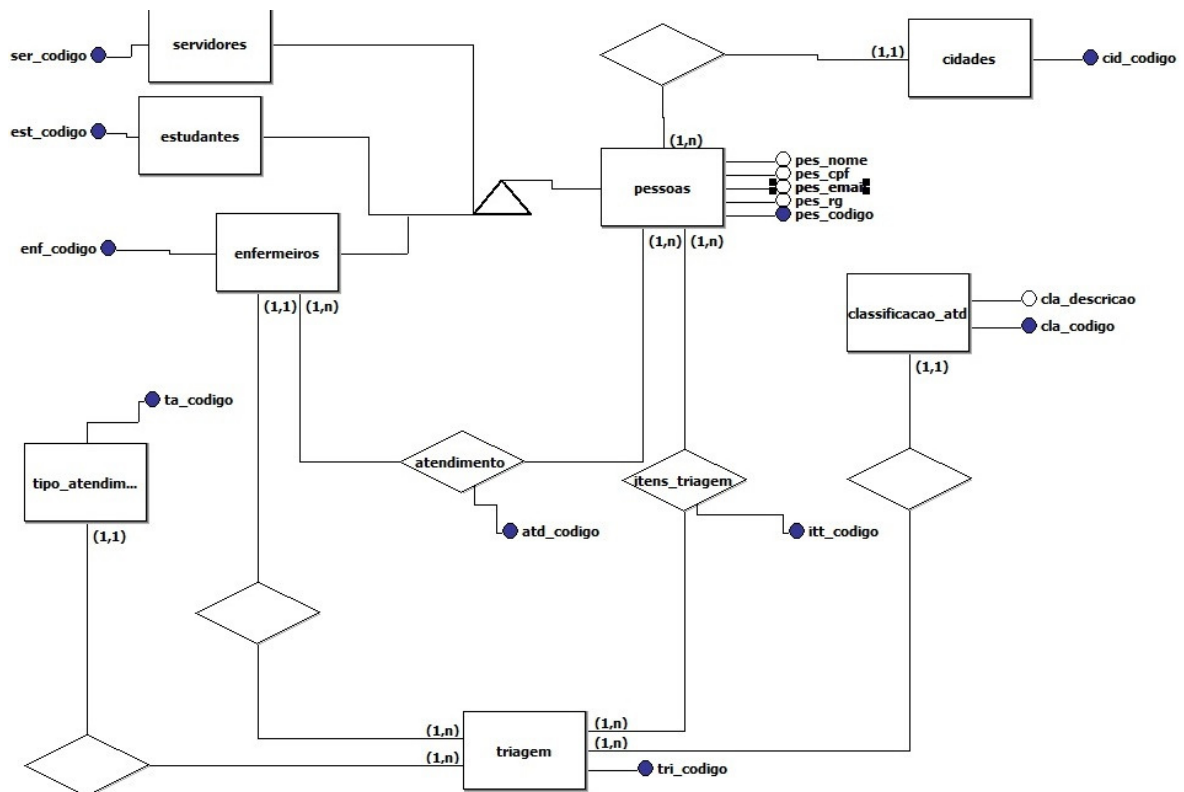 servidores
ser_codigo
(1,1)
cidades
cid_codigo
est_codigo
estudantes
(1,n)
pes_nome
pes_cpf
pessoas
pes_email
pes_rg
pes_codigo
enf_codigo
enfermeiros
(1,n)
(1,n)
(1,1)
(1,n)
cla_descricao
classificacao_atd
cla_codigo
(1,1)
ta_codigo
atendimento
tipo_atendim...
itens_triagem
atd_codigo
itt_codigo
(1,1)
(1,n)
(1,n)
(1,n)
triagem
(1,n)
tri_codigo